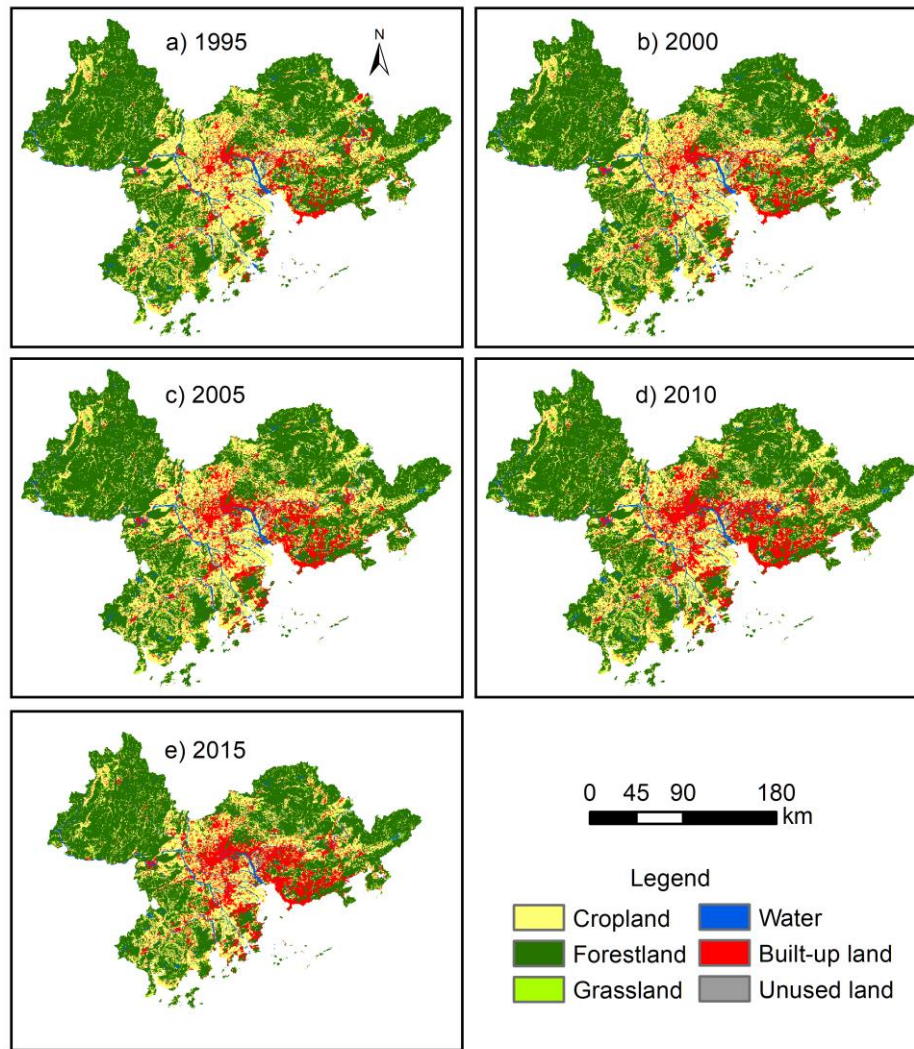 a) 1995
N
b) 2000
c) 2005
d) 2010
e) 2015
0 45 90 180
km
Legend
Cropland
Water
Forestland
Built-up land
Grassland
Unused land